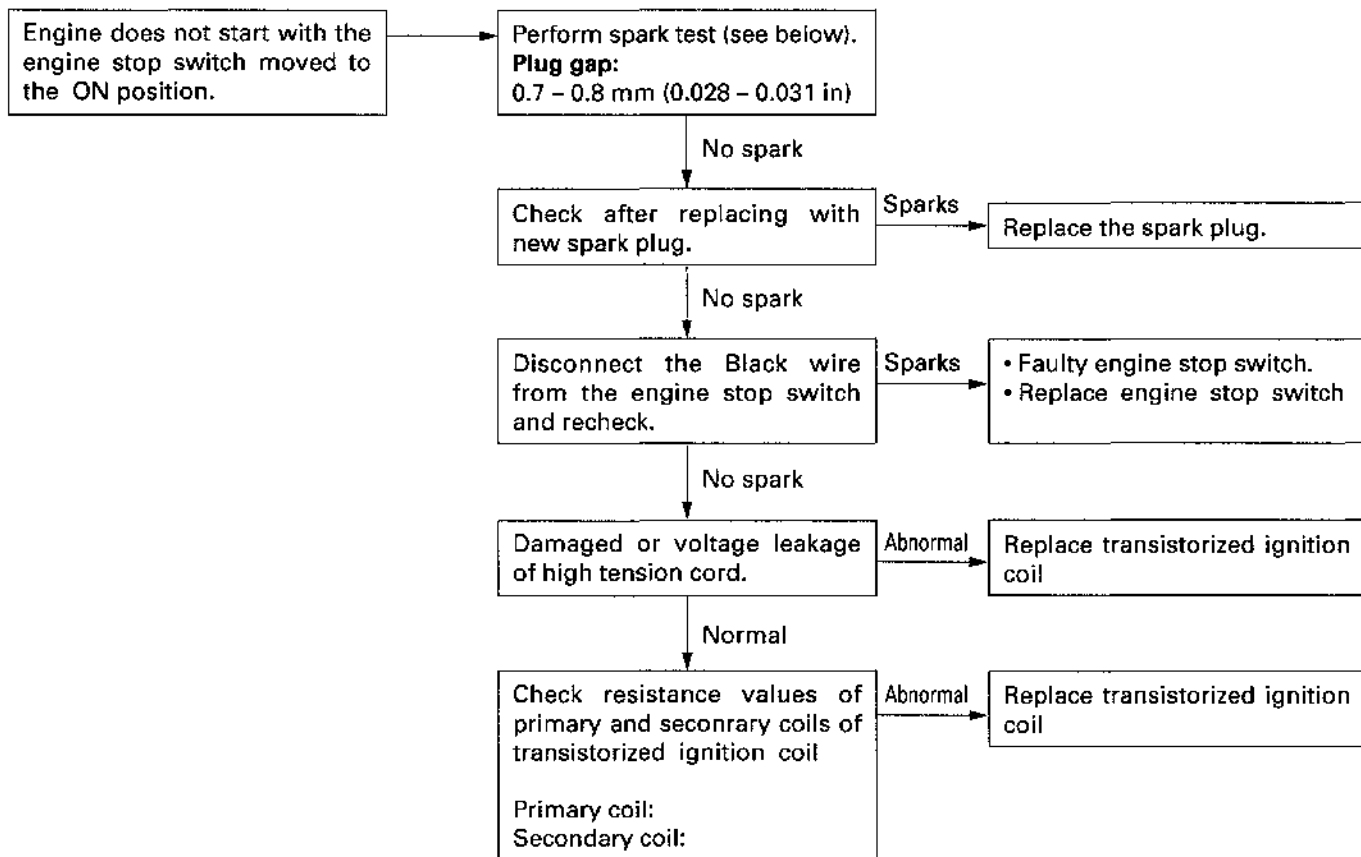 Engine does not start with the
engine stop switch moved to
the ON position.
Perform spark test (see below).
Plug gap:
0.7 – 0.8 mm (0.028 – 0.031 in)
No spark
Check after replacing with
new spark plug.
Sparks
Replace the spark plug.
No spark
Disconnect the Black wire
from the engine stop switch
and recheck.
Sparks
• Faulty engine stop switch.
• Replace engine stop switch
No spark
Damaged or voltage leakage
of high tension cord.
Abnormal
Replace transistorized ignition
coil
Normal
Check resistance values of
primary and seconrary coils of
transistorized ignition coil
Primary coil:
Secondary coil:
Abnormal
Replace transistorized ignition
coil